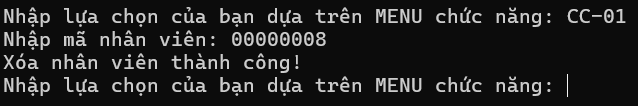 Nhập lựa chọn của bạn dựa trên MENU chức năng: CC-01
Nhập mã nhân viên: 00000008
Xóa nhân viên thành công!
Nhập lựa chọn của bạn dựa trên MENU chức năng: